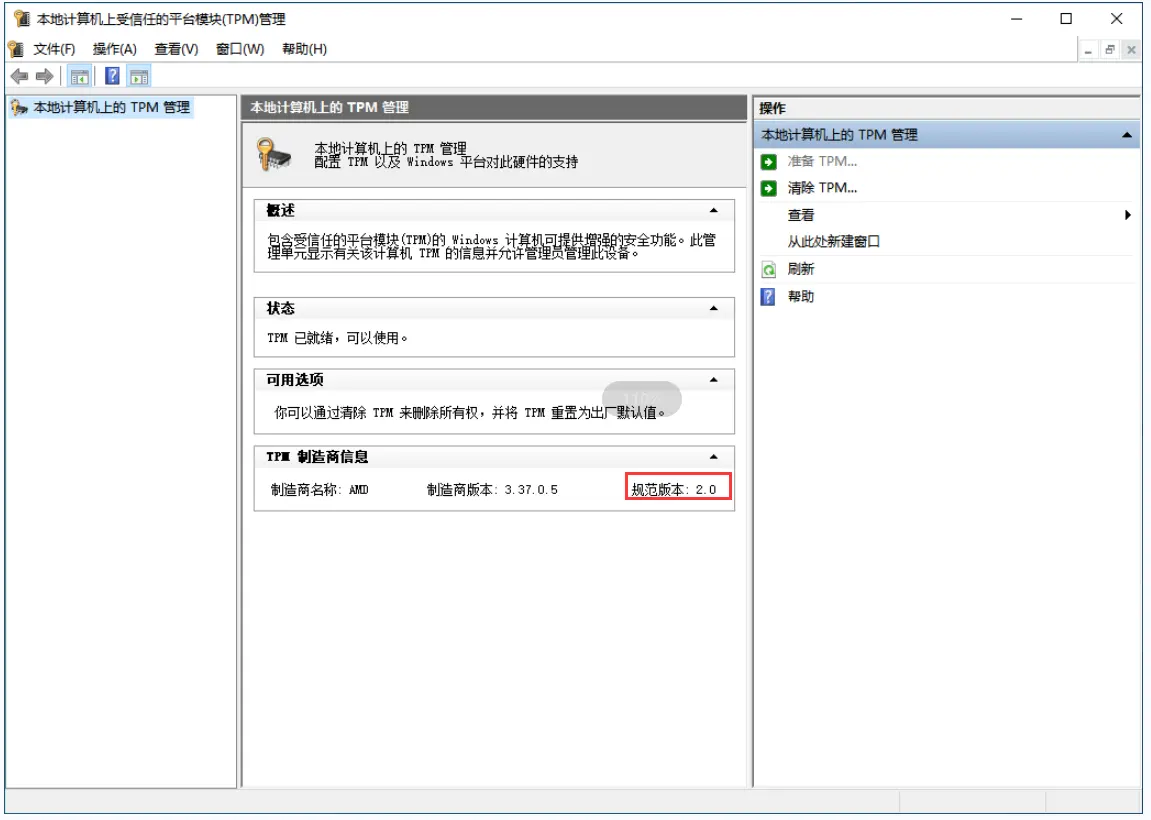 本地计算机上受信任的平台模块(TPM)管理
文件(F) 操作(A) 查看(V) 窗口(W) 帮助(H)
本地计算机上的 TPM 管理
本地计算机上的 TPM 管理
本地计算机上的 TPM 管理
配置 TPM 以及 Windows 平台对此硬件的支持
概述
包含受信任的平台模块(TPM)的 Windows 计算机可提供增强的安全功能。此管
理单元显示有关该计算机 TPM 的信息并允许管理员管理此设备。
状态
TPM 已就绪，可以使用。
可用选项
你可以通过清除 TPM 来删除所有权，并将 TPM 重置为出厂默认值。
TPM 制造商信息
制造商名称: AMD 制造商版本: 3.37.0.5 规范版本: 2.0
操作
本地计算机上的 TPM 管理
准备 TPM...
清除 TPM...
查看
从此处新建窗口
刷新
帮助